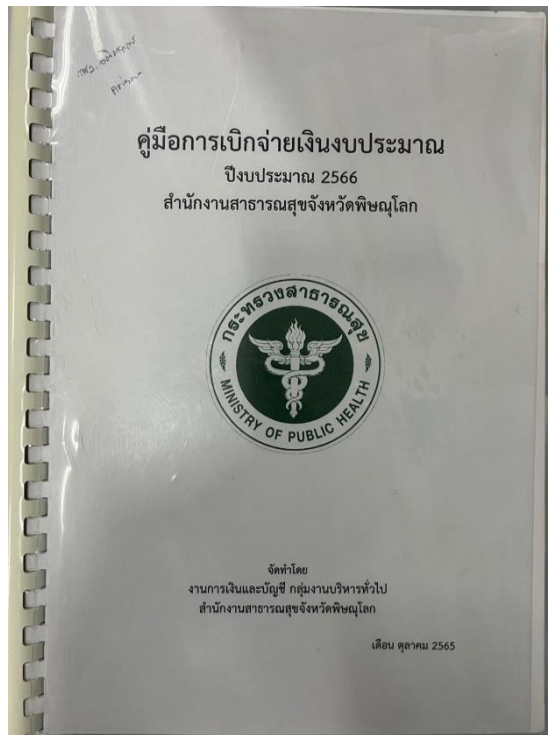 คู่มือการเบิกจ่ายเงินงบประมาณ
ปีงบประมาณ 2566
สำนักงานสาธารณสุขจังหวัดพิษณุโลก
กระทรวงสาธารณสุข
MINISTRY OF PUBLIC HEALTH
จัดทำโดย
งานการเงินและบัญชี กลุ่มงานบริหารทั่วไป
สำนักงานสาธารณสุขจังหวัดพิษณุโลก
เดือน ตุลาคม 2565